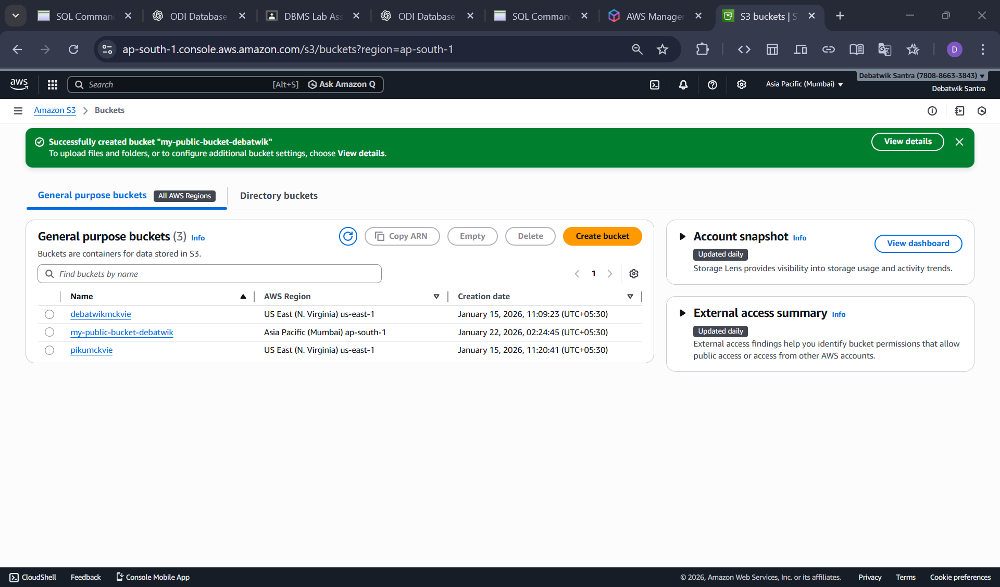 SQL Comman
ODI Database
DBMS Lab Ass
ODI Database
SQL Comman
AWS Manager
S3 buckets | S
ap-south-1.console.aws.amazon.com/s3/buckets?region=ap-south-1
D
aws
Search
[Alt+S]
Ask Amazon Q
Asia Pacific (Mumbai)
Debatwik Santra (7808-8663-3843)
Debatwik Santra
Amazon S3
Buckets
Successfully created bucket "my-public-bucket-debatwik"
To upload files and folders, or to configure additional bucket settings, choose View details.
View details
General purpose buckets
All AWS Regions
Directory buckets
General purpose buckets (3) Info
Copy ARN
Empty
Delete
Create bucket
Buckets are containers for data stored in S3.
Find buckets by name
1
Name
AWS Region
Creation date
debatwikmckvie
US East (N. Virginia) us-east-1
January 15, 2026, 11:09:23 (UTC+05:30)
my-public-bucket-debatwik
Asia Pacific (Mumbai) ap-south-1
January 22, 2026, 02:24:45 (UTC+05:30)
pikumckvie
US East (N. Virginia) us-east-1
January 15, 2026, 11:20:41 (UTC+05:30)
Account snapshot Info
View dashboard
Updated daily
Storage Lens provides visibility into storage usage and activity trends.
External access summary Info
Updated daily
External access findings help you identify bucket permissions that allow
public access or access from other AWS accounts.
CloudShell
Feedback
Console Mobile App
© 2026, Amazon Web Services, Inc. or its affiliates.
Privacy
Terms
Cookie preferences